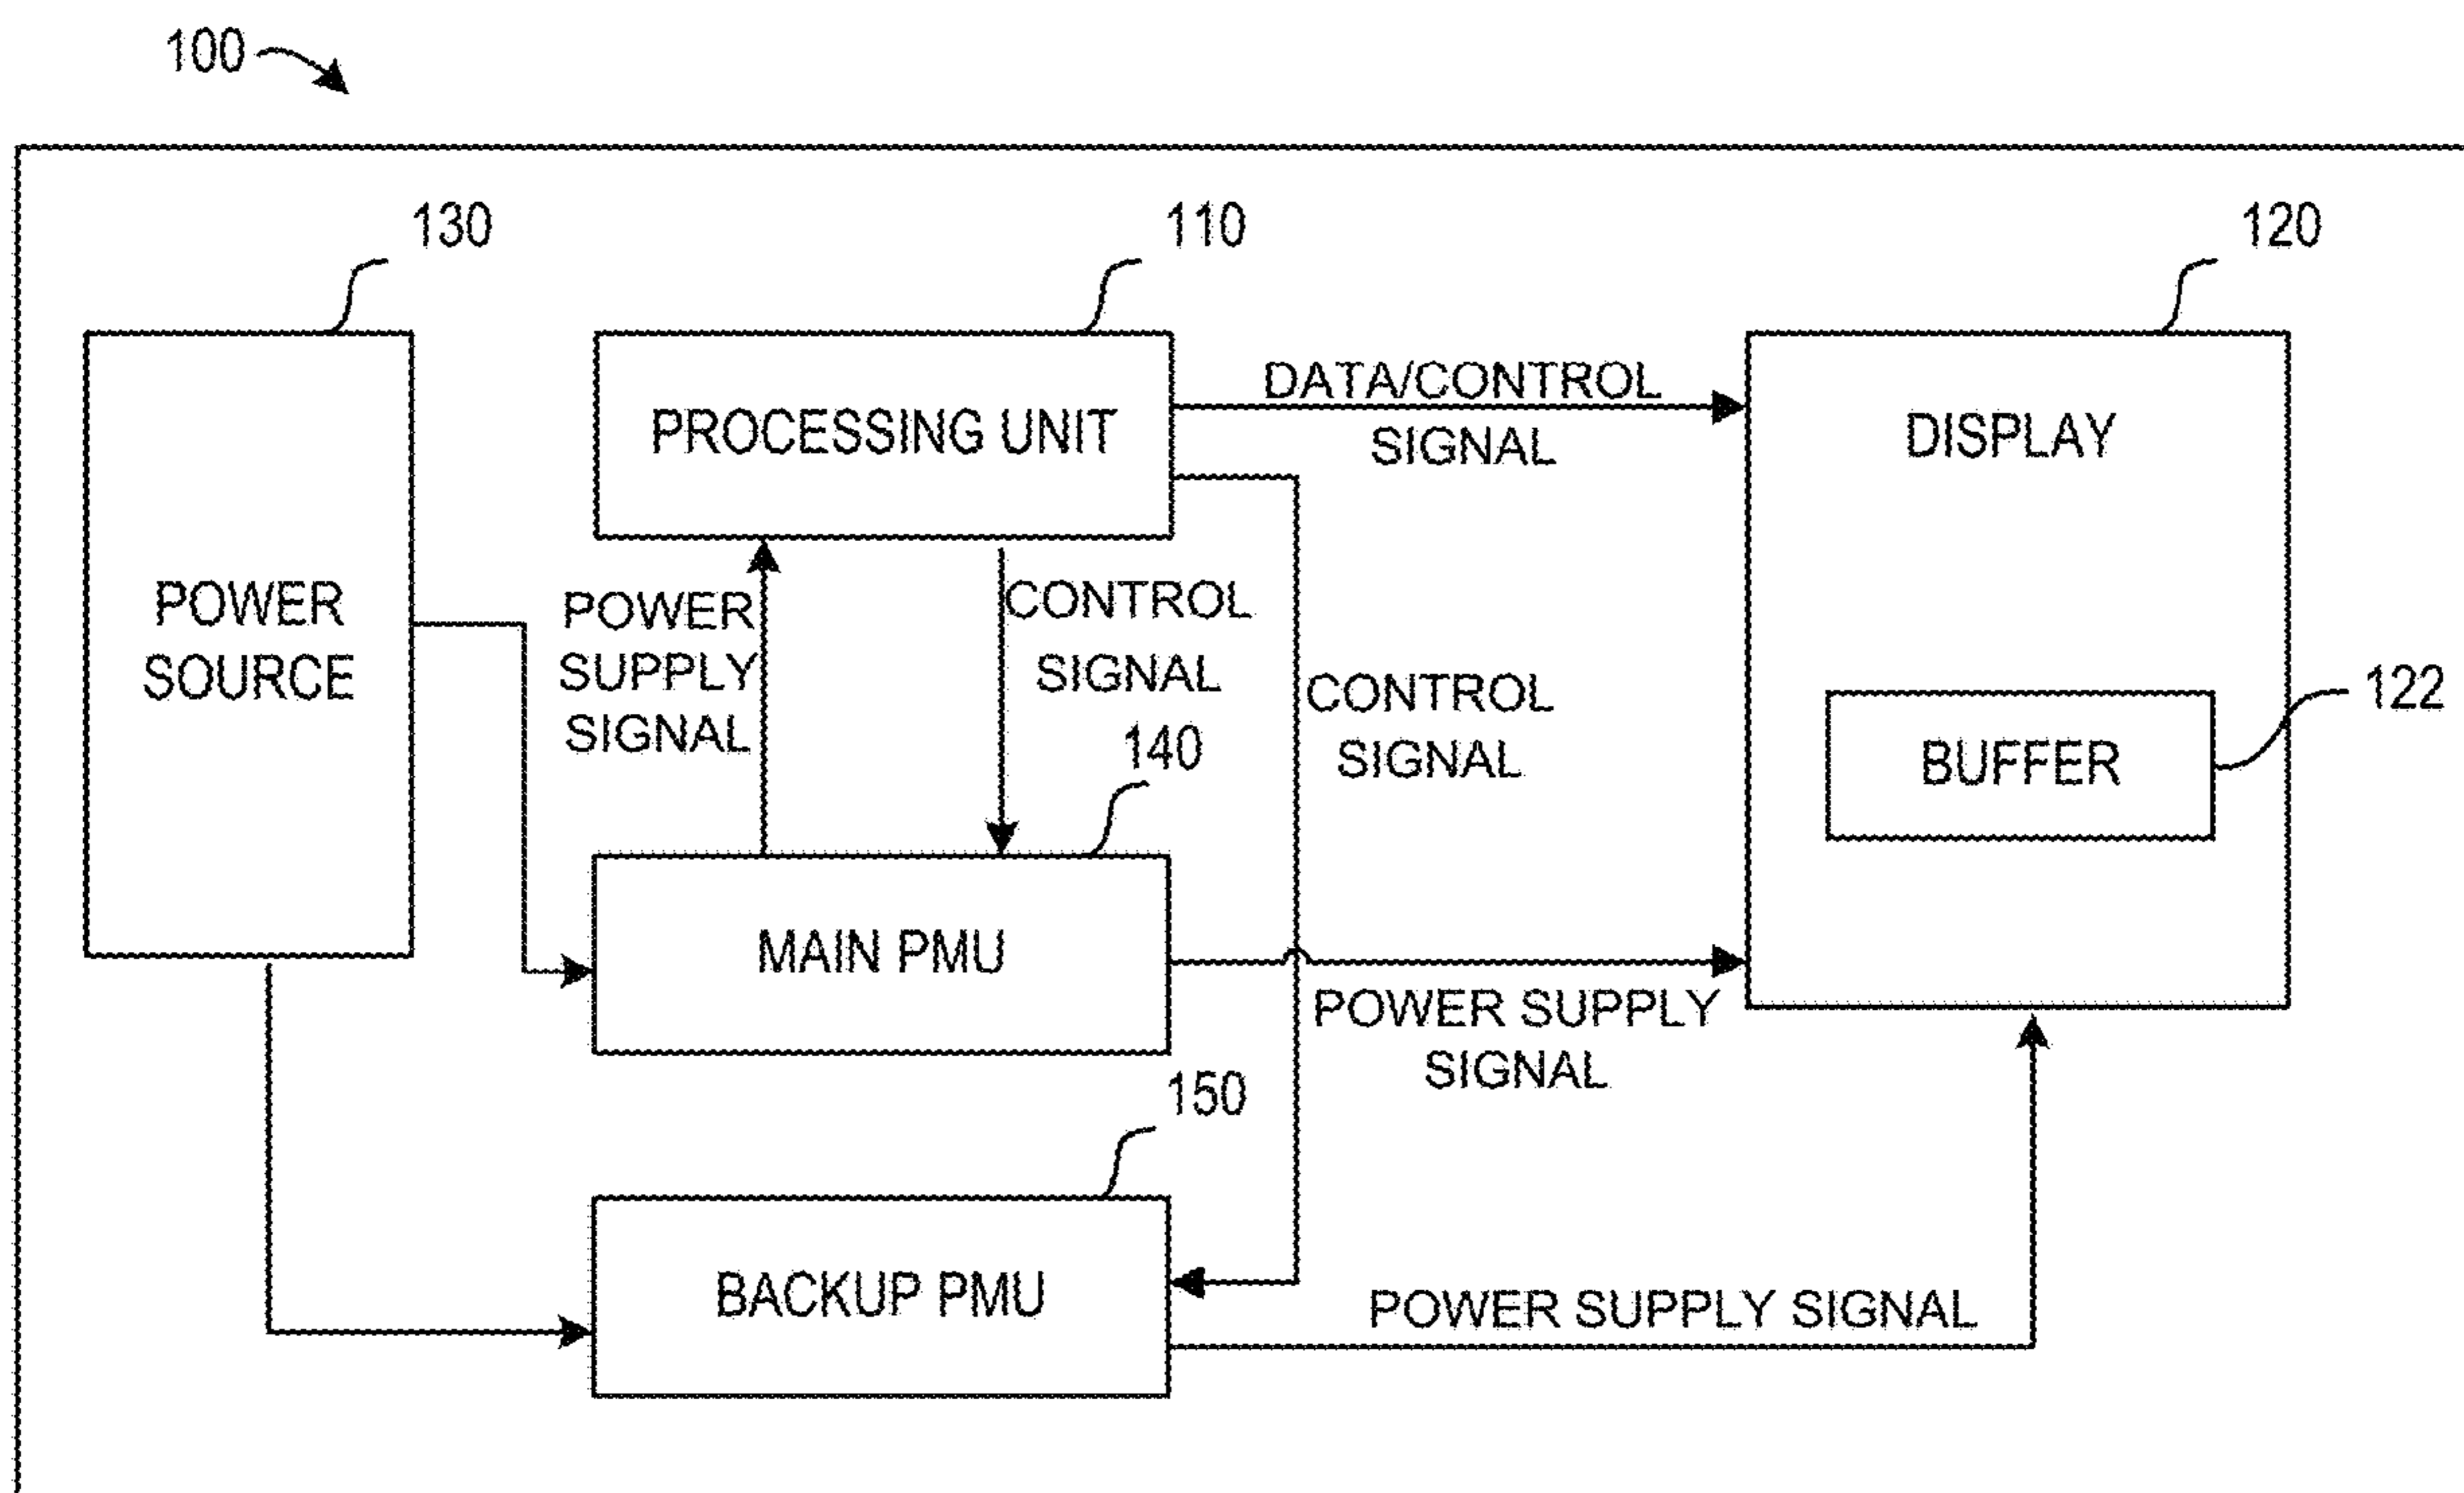 100
130
110
120
POWER
SOURCE
PROCESSING UNIT
DATA/CONTROL
SIGNAL
DISPLAY
POWER
SUPPLY
SIGNAL
CONTROL
SIGNAL
CONTROL
SIGNAL
122
BUFFER
140
MAIN PMU
POWER SUPPLY
SIGNAL
150
BACKUP PMU
POWER SUPPLY SIGNAL